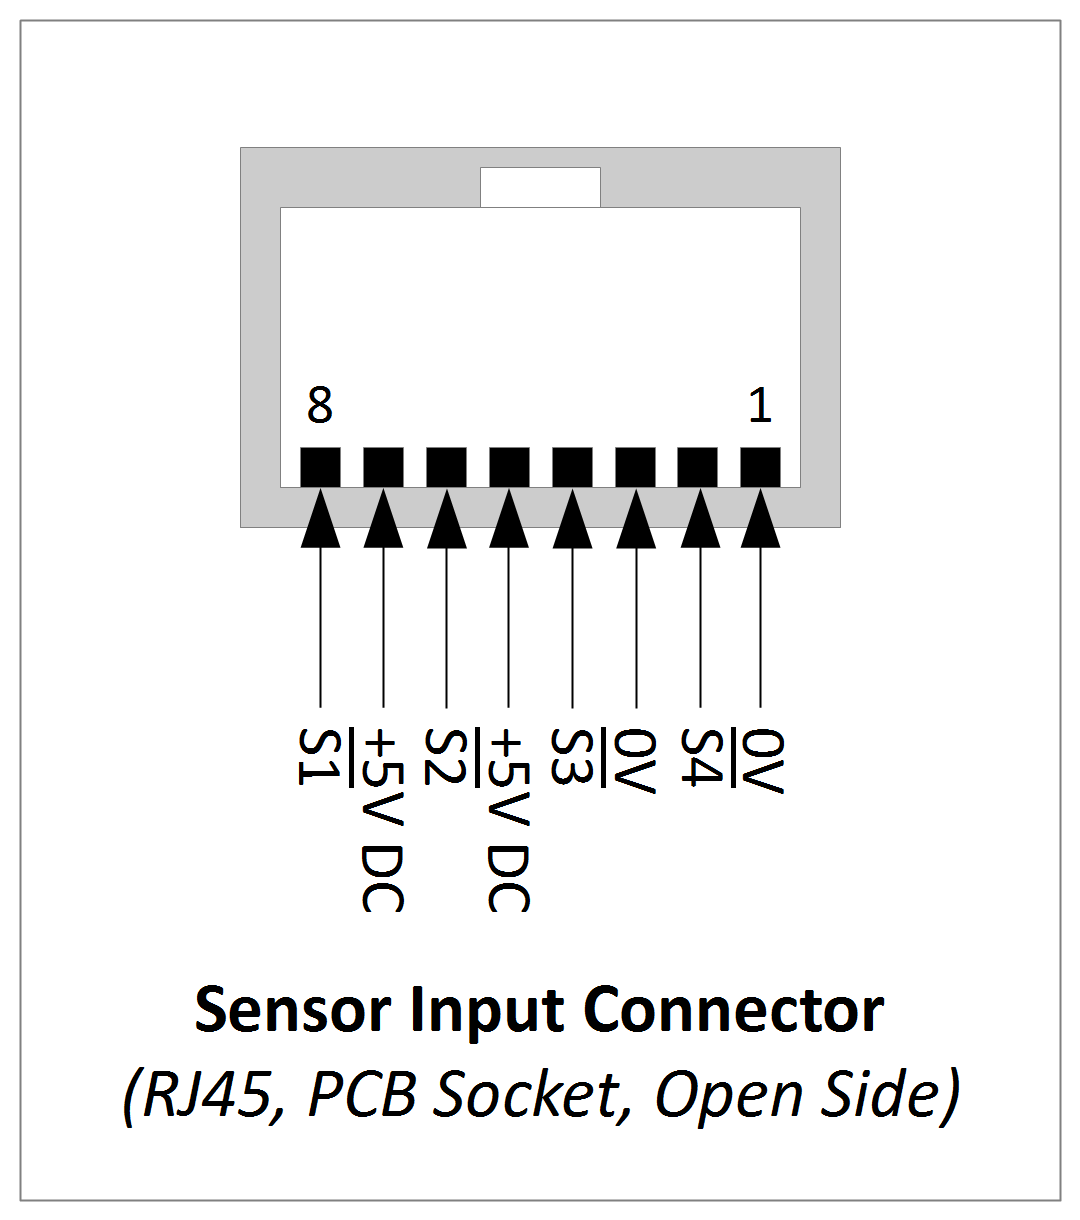 8
1
S1
+5V DC
S2
+5V DC
S3
0V
S4
0V
Sensor Input Connector
(RJ45, PCB Socket, Open Side)